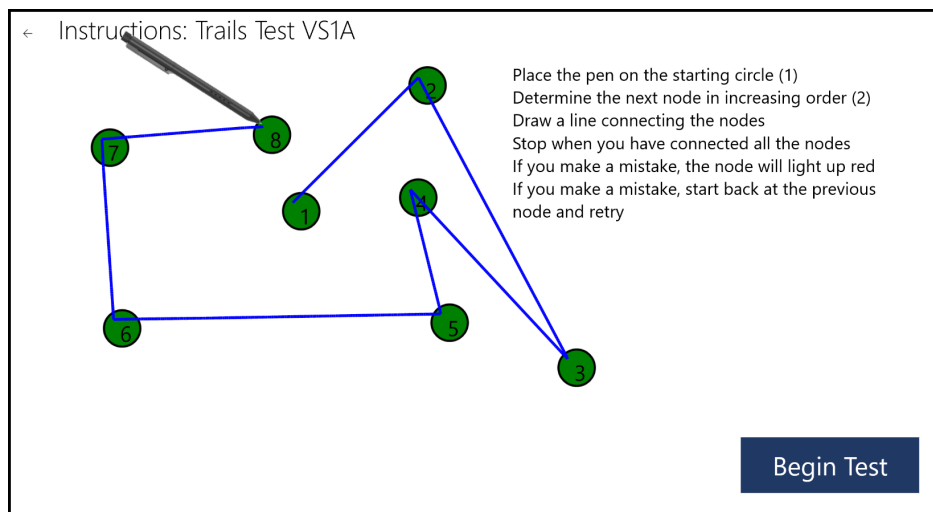 ← Instructions: Trails Test VS1A
Place the pen on the starting circle (1)
Determine the next node in increasing order (2)
Draw a line connecting the nodes
Stop when you have connected all the nodes
If you make a mistake, the node will light up red
If you make a mistake, start back at the previous
node and retry
2
8
7
4
1
5
6
3
Begin Test